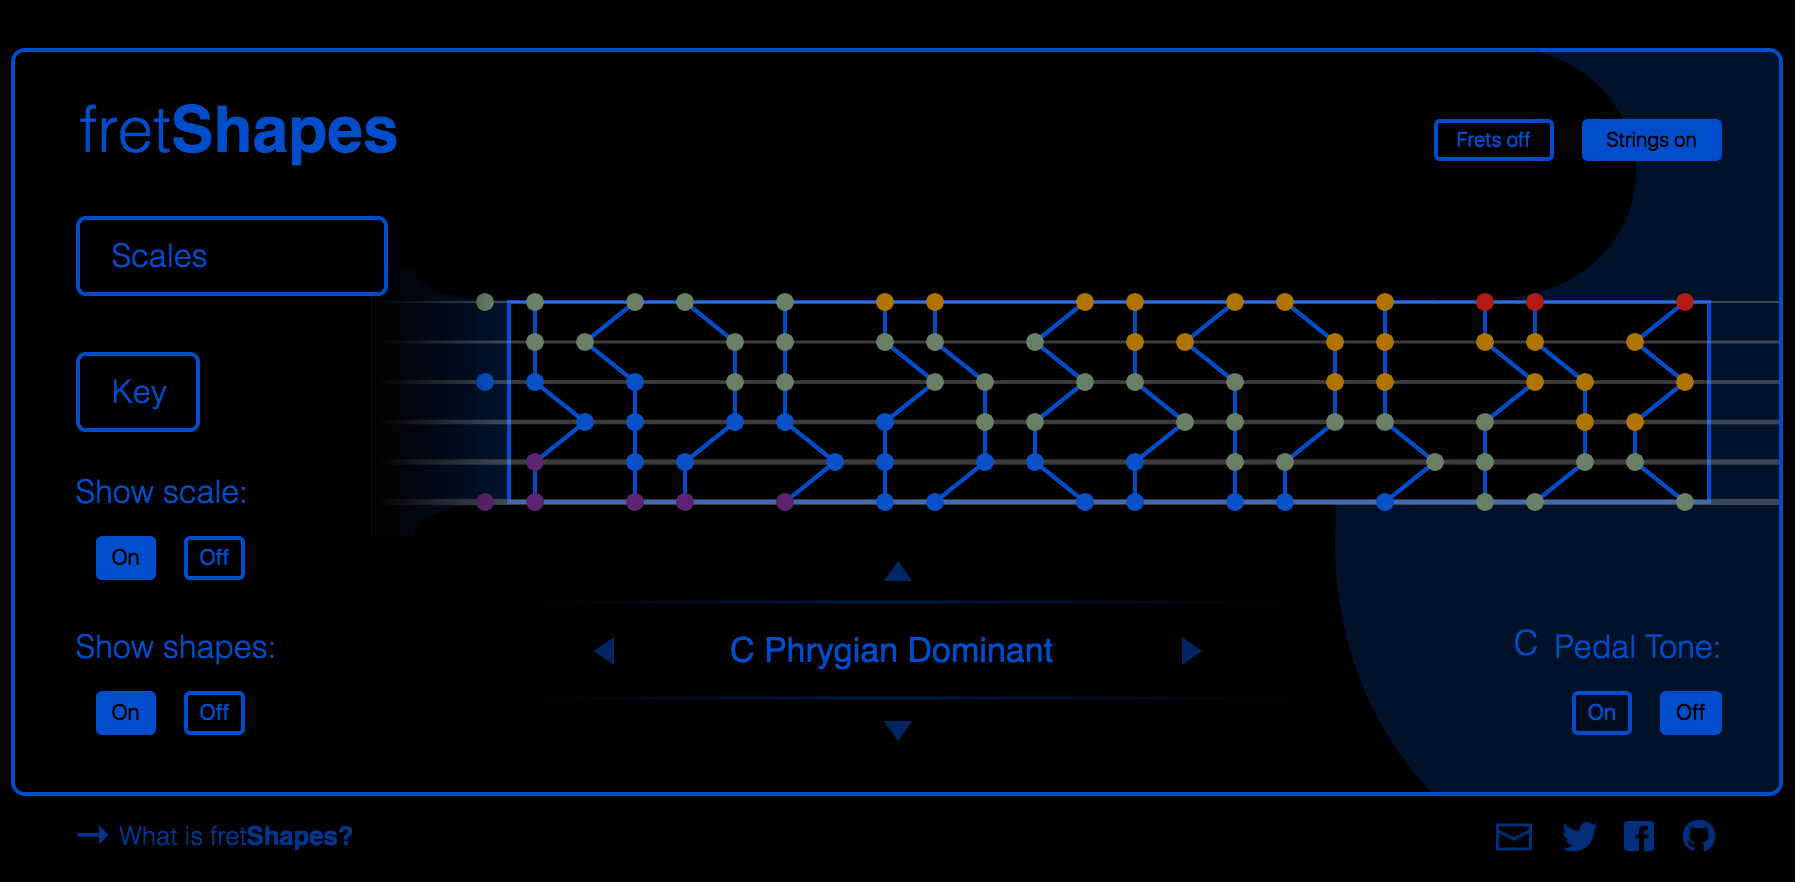 fretShapes
Frets off
Strings on
Scales
Key
Show scale:
On
Off
Show shapes:
On
Off
C Phrygian Dominant
C Pedal Tone:
On
Off
What is fretShapes?